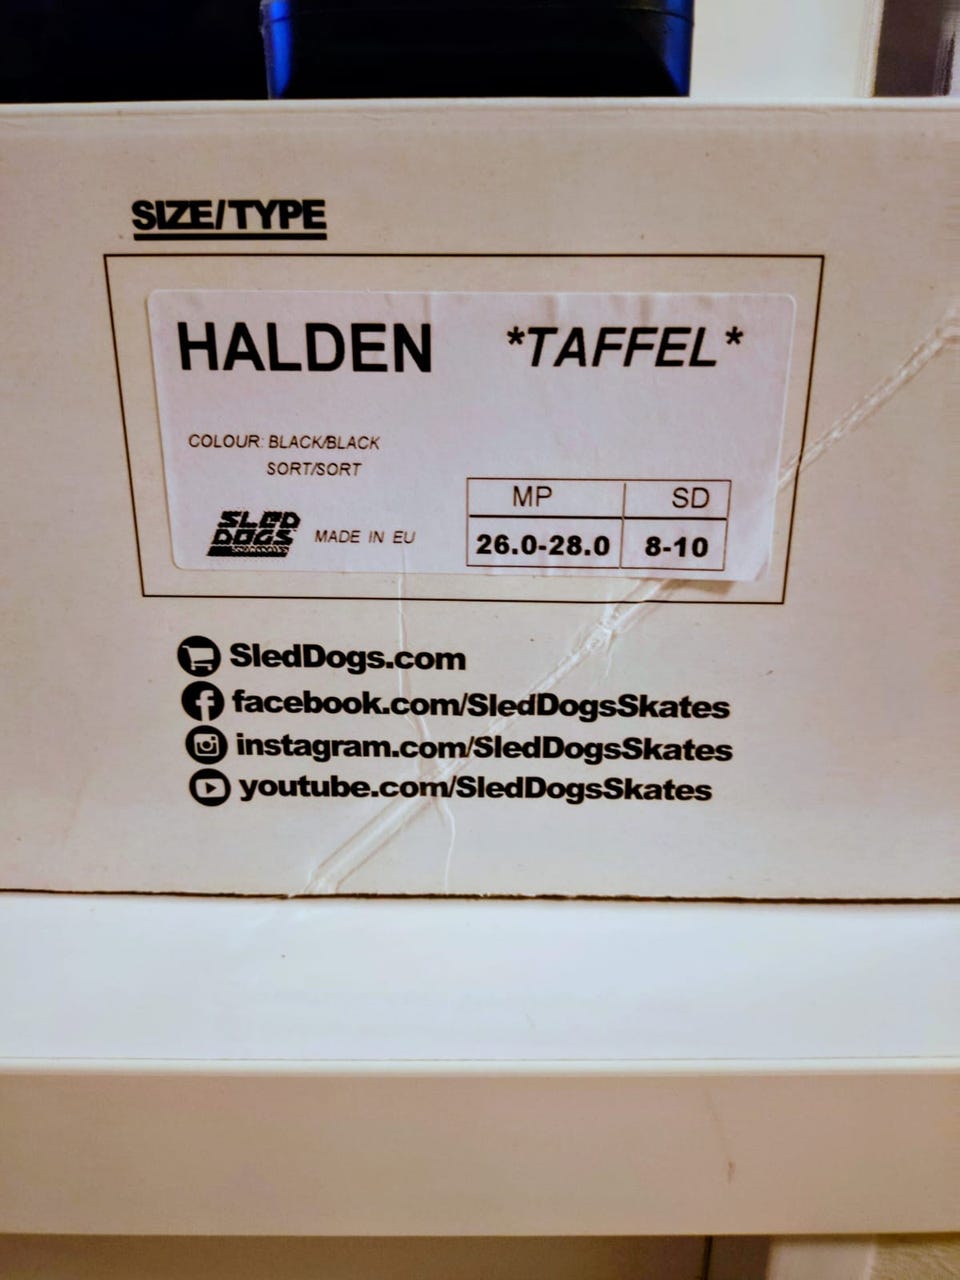 SIZE/TYPE
HALDEN *TAFFEL*
COLOUR: BLACK/BLACK
SORT/SORT
MP SD
26.0-28.0 8-10
SLED
DOGS
MADE IN EU
SledDogs.com
facebook.com/SledDogsSkates
instagram.com/SledDogsSkates
youtube.com/SledDogsSkates